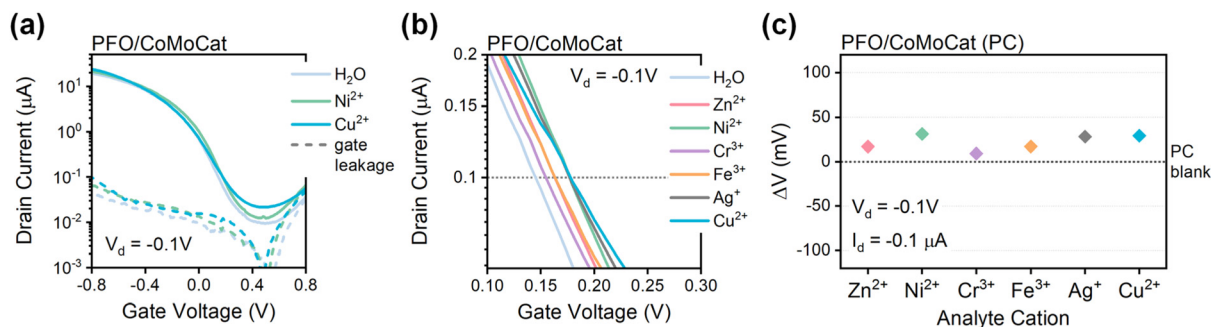 (a)
PFO/CoMoCat
Drain Current (μA)
10¹
10⁰
10⁻¹
10⁻²
10⁻³
H₂O
Ni²⁺
Cu²⁺
gate
leakage
V_d = -0.1V
-0.8 -0.4 0.0 0.4 0.8
Gate Voltage (V)
(b)
PFO/CoMoCat
Drain Current (μA)
0.2
0.15
0.1
V_d = -0.1V
H₂O
Zn²⁺
Ni²⁺
Cr³⁺
Fe³⁺
Ag⁺
Cu²⁺
0.10 0.15 0.20 0.25 0.30
Gate Voltage (V)
(c)
PFO/CoMoCat (PC)
ΔV (mV)
100
50
0
-50
-100
PC
blank
V_d = -0.1V
I_d = -0.1 μA
Zn²⁺ Ni²⁺ Cr³⁺ Fe³⁺ Ag⁺ Cu²⁺
Analyte Cation